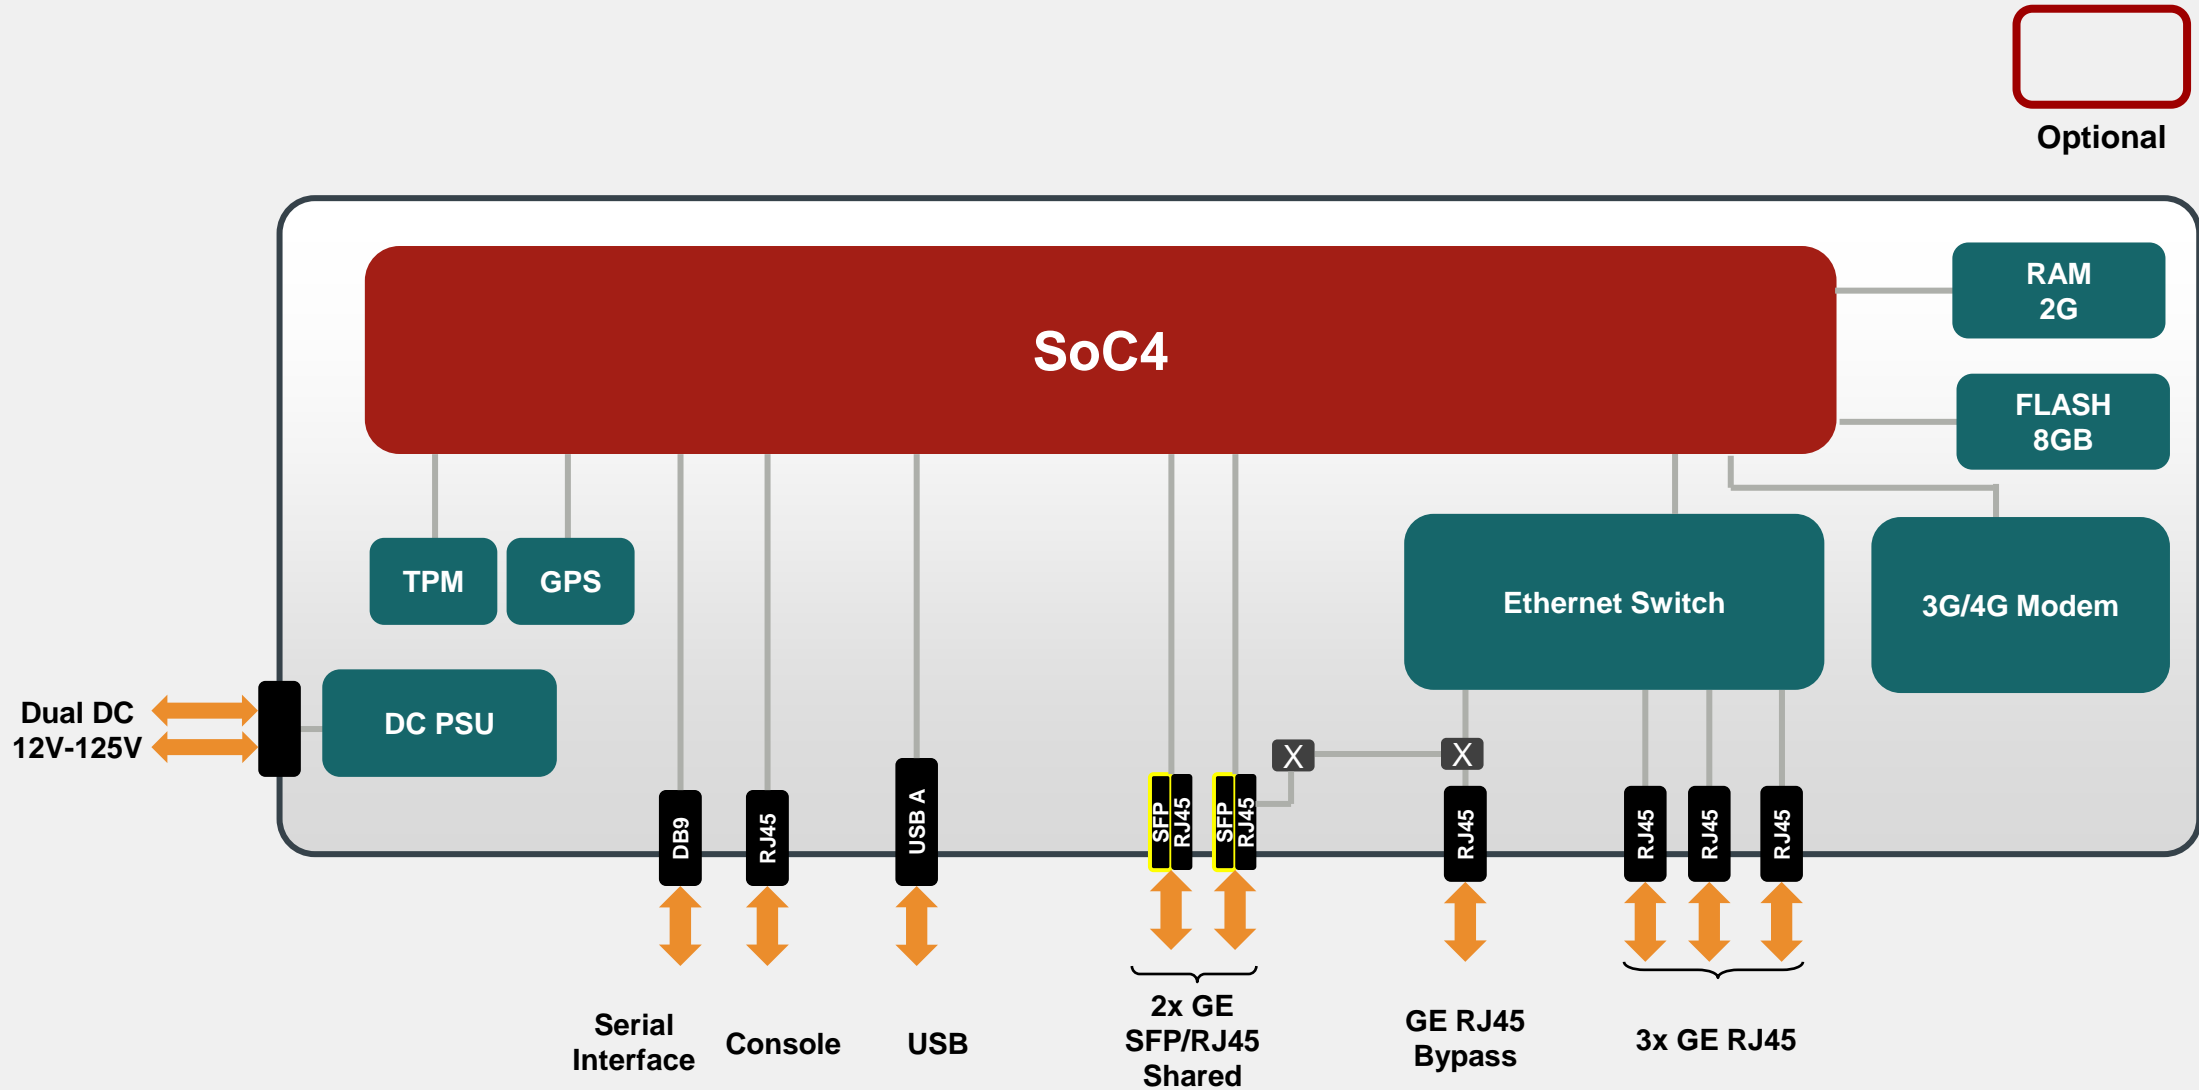 Optional
SoC4
RAM
2G
FLASH
8GB
TPM
GPS
Ethernet Switch
3G/4G Modem
Dual DC
12V-125V
DC PSU
X
X
DB9
RJ45
USB A
SFP
RJ45
SFP
RJ45
RJ45
RJ45
RJ45
RJ45
Serial
Interface
Console
USB
2x GE
SFP/RJ45
Shared
GE RJ45
Bypass
3x GE RJ45